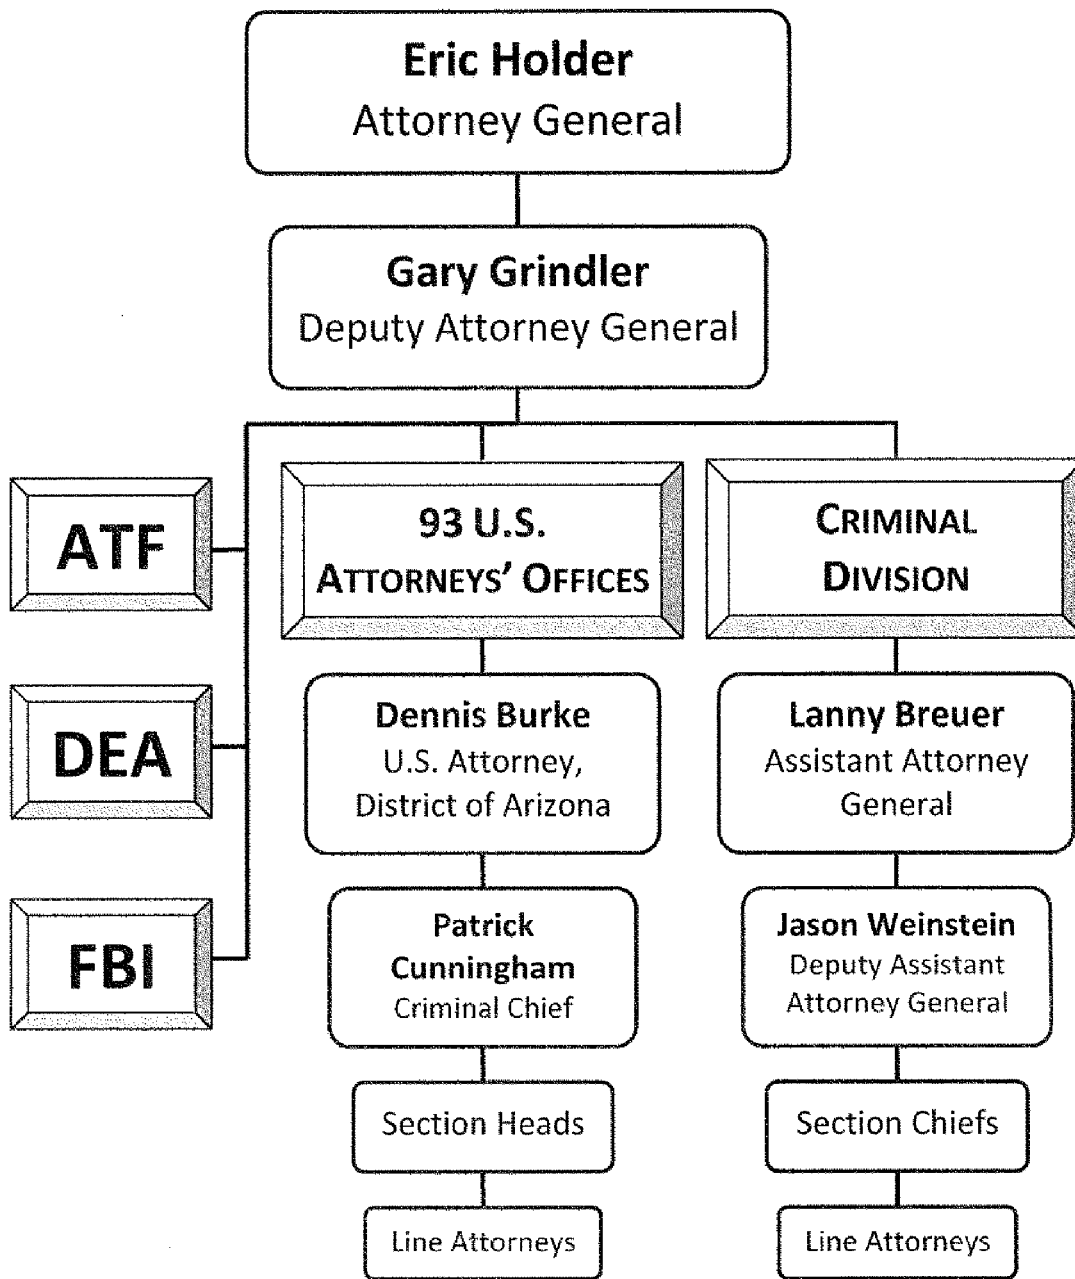 Eric Holder
Attorney General
Gary Grindler
Deputy Attorney General
ATF
DEA
FBI
93 U.S.
ATTORNEYS' OFFICES
Dennis Burke
U.S. Attorney,
District of Arizona
Patrick
Cunningham
Criminal Chief
Section Heads
Line Attorneys
CRIMINAL
DIVISION
Lanny Breuer
Assistant Attorney
General
Jason Weinstein
Deputy Assistant
Attorney General
Section Chiefs
Line Attorneys